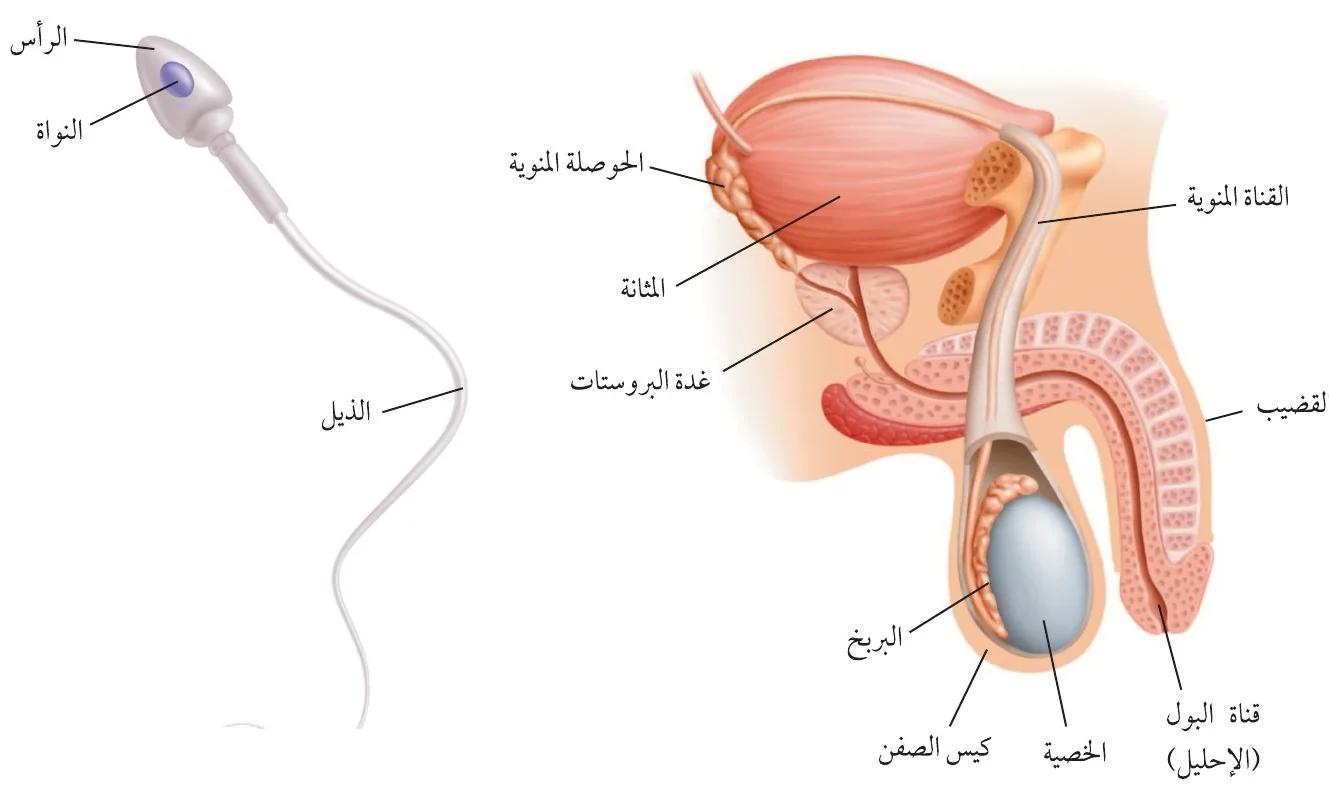 الرأس
النواة
الذيل
الحوصلة المنوية
المثانة
غدة البروستات
القناة المنوية
لقضيب
البربخ
كيس الصفن
الخصية
قناة البول
(الإحليل)